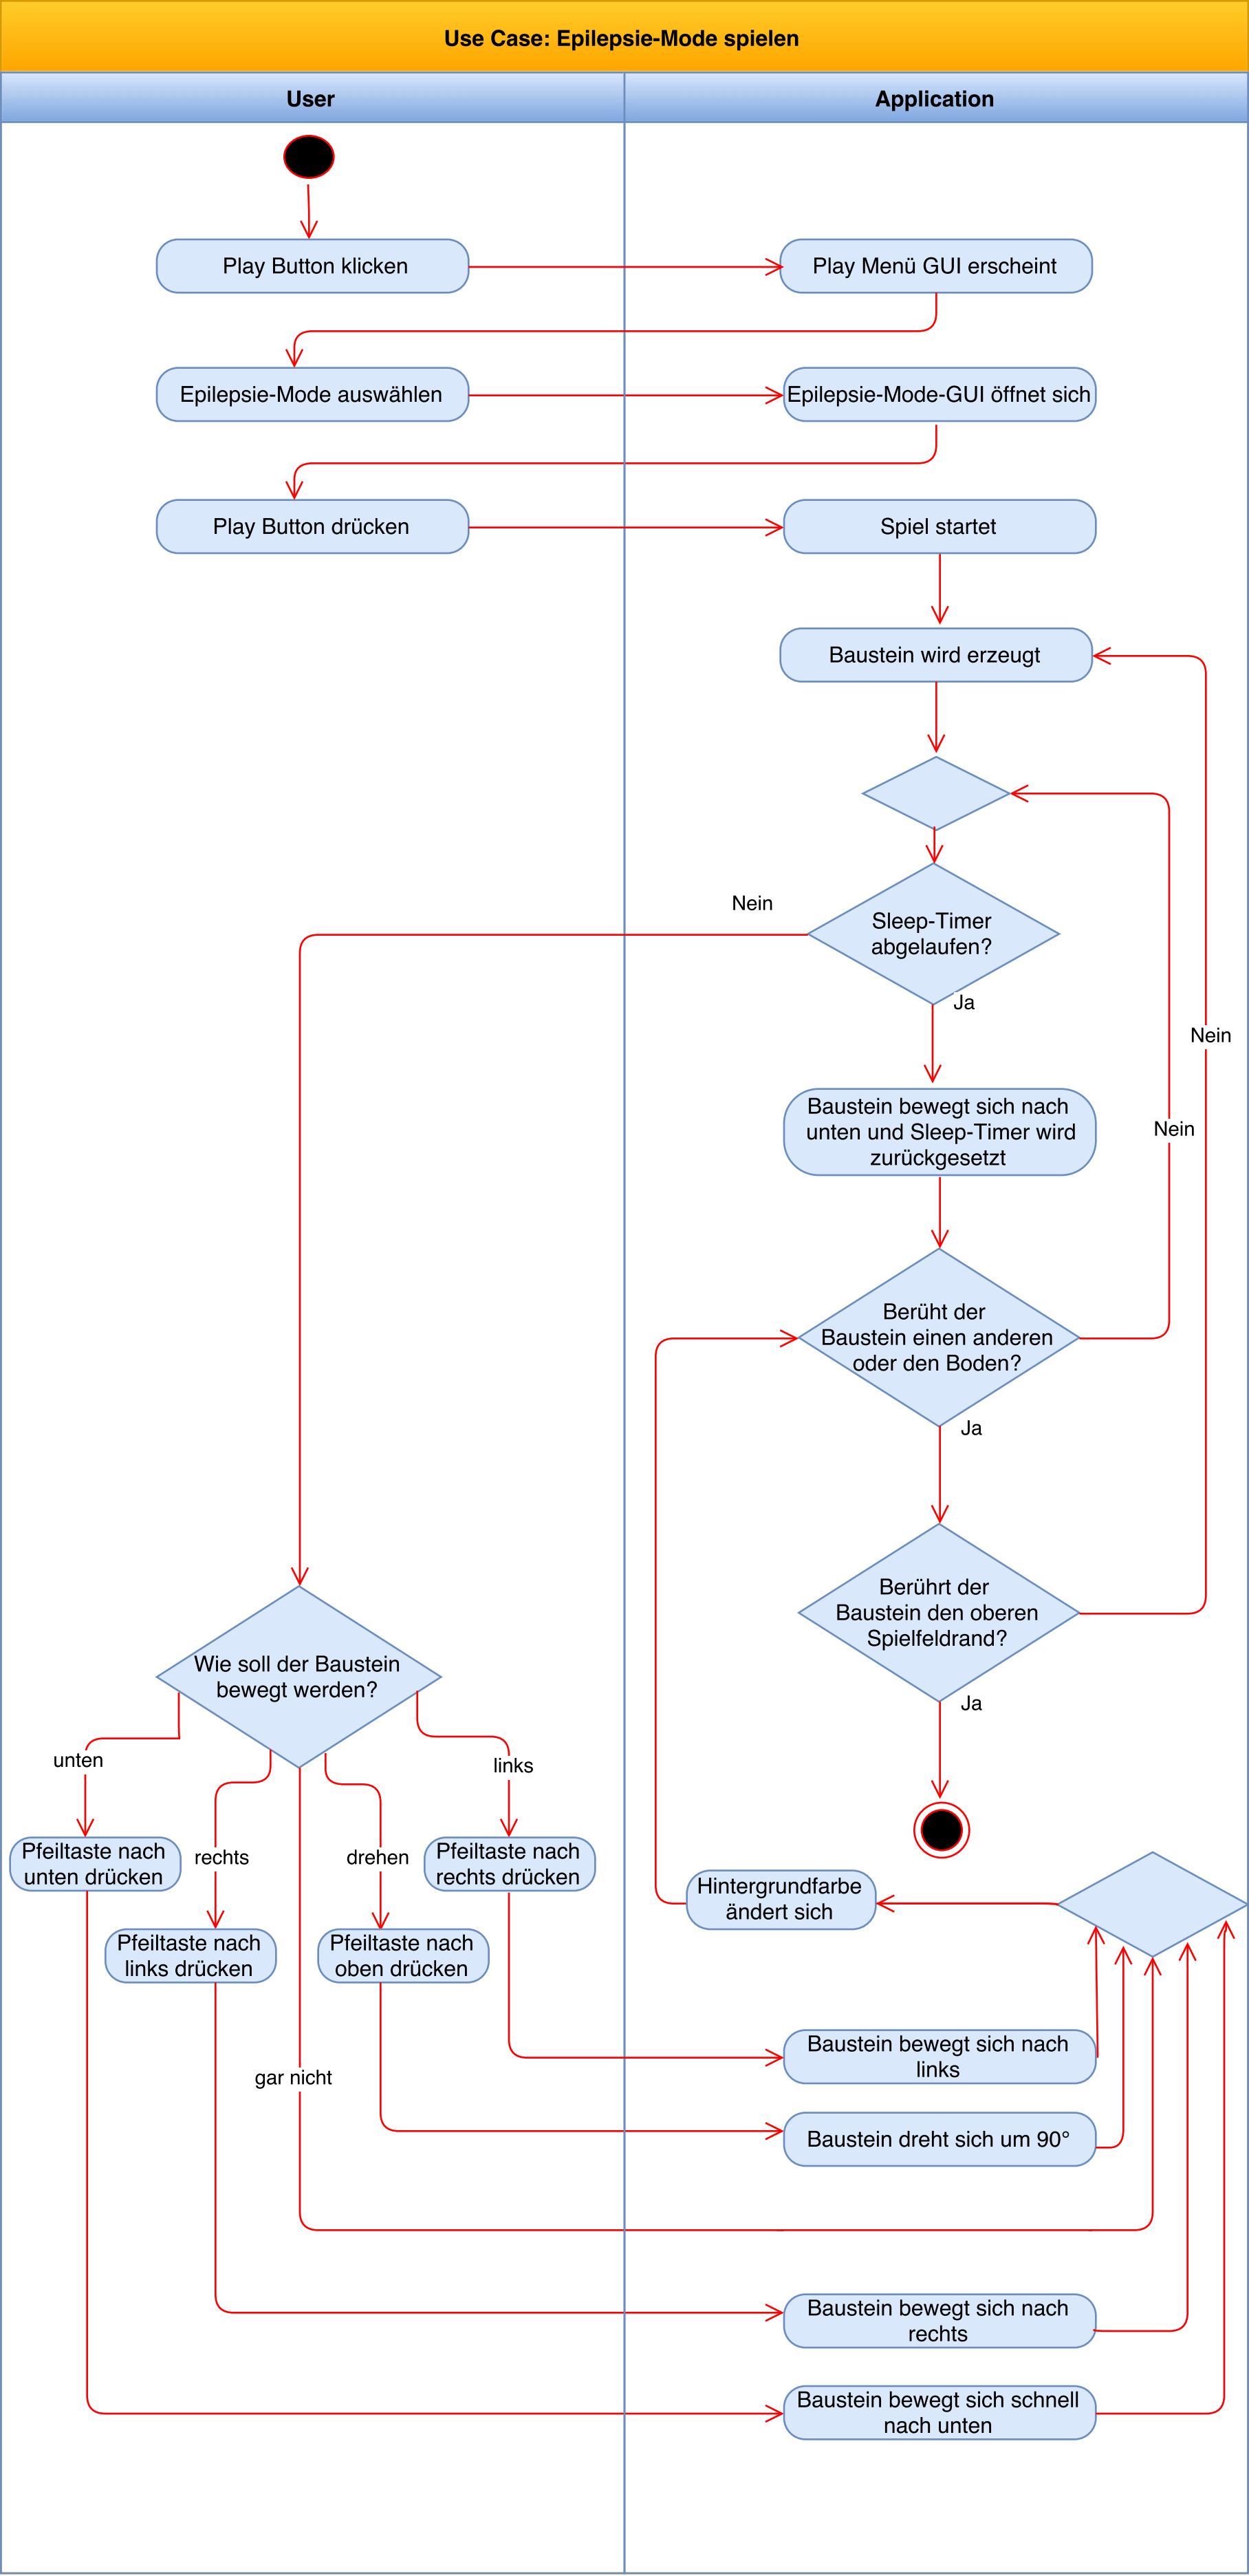 Use Case: Epilepsie-Mode spielen
User
Application
Play Button klicken
Play Menü GUI erscheint
Epilepsie-Mode auswählen
Epilepsie-Mode-GUI öffnet sich
Play Button drücken
Spiel startet
Baustein wird erzeugt
Nein
Sleep-Timer
abgelaufen?
Ja
Nein
Baustein bewegt sich nach
unten und Sleep-Timer wird
zurückgesetzt
Nein
Berüht der
Baustein einen anderen
oder den Boden?
Ja
Berührt der
Baustein den oberen
Spielfeldrand?
Ja
Wie soll der Baustein
bewegt werden?
unten
links
rechts
drehen
Pfeiltaste nach
unten drücken
Pfeiltaste nach
rechts drücken
Hintergrundfarbe
ändert sich
Pfeiltaste nach
links drücken
Pfeiltaste nach
oben drücken
gar nicht
Baustein bewegt sich nach
links
Baustein dreht sich um 90°
Baustein bewegt sich nach
rechts
Baustein bewegt sich schnell
nach unten